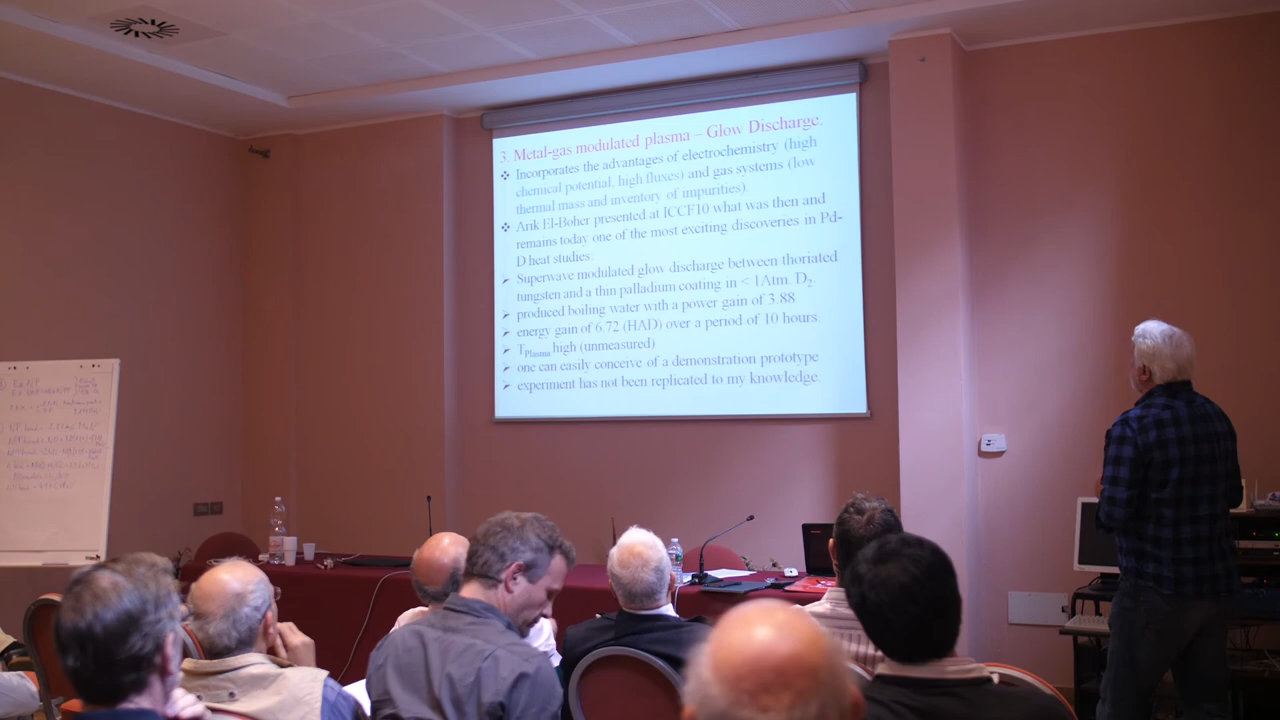 3. Metal-gas modulated plasma – Glow Discharge.
❖ Incorporates the advantages of electrochemistry (high
chemical potential, high fluxes) and gas systems (low
thermal mass and inventory of impurities).
❖ Arik El-Boher presented at ICCF10 what was then and
remains today one of the most exciting discoveries in Pd-
D heat studies:
➢ Superwave modulated glow discharge between thoriated
tungsten and a thin palladium coating in < 1Atm. D2.
➢ produced boiling water with a power gain of 3.88
➢ energy gain of 6.72 (HAD) over a period of 10 hours.
➢ TPlasma high (unmeasured)
➢ one can easily conceive of a demonstration prototype
➢ experiment has not been replicated to my knowledge.